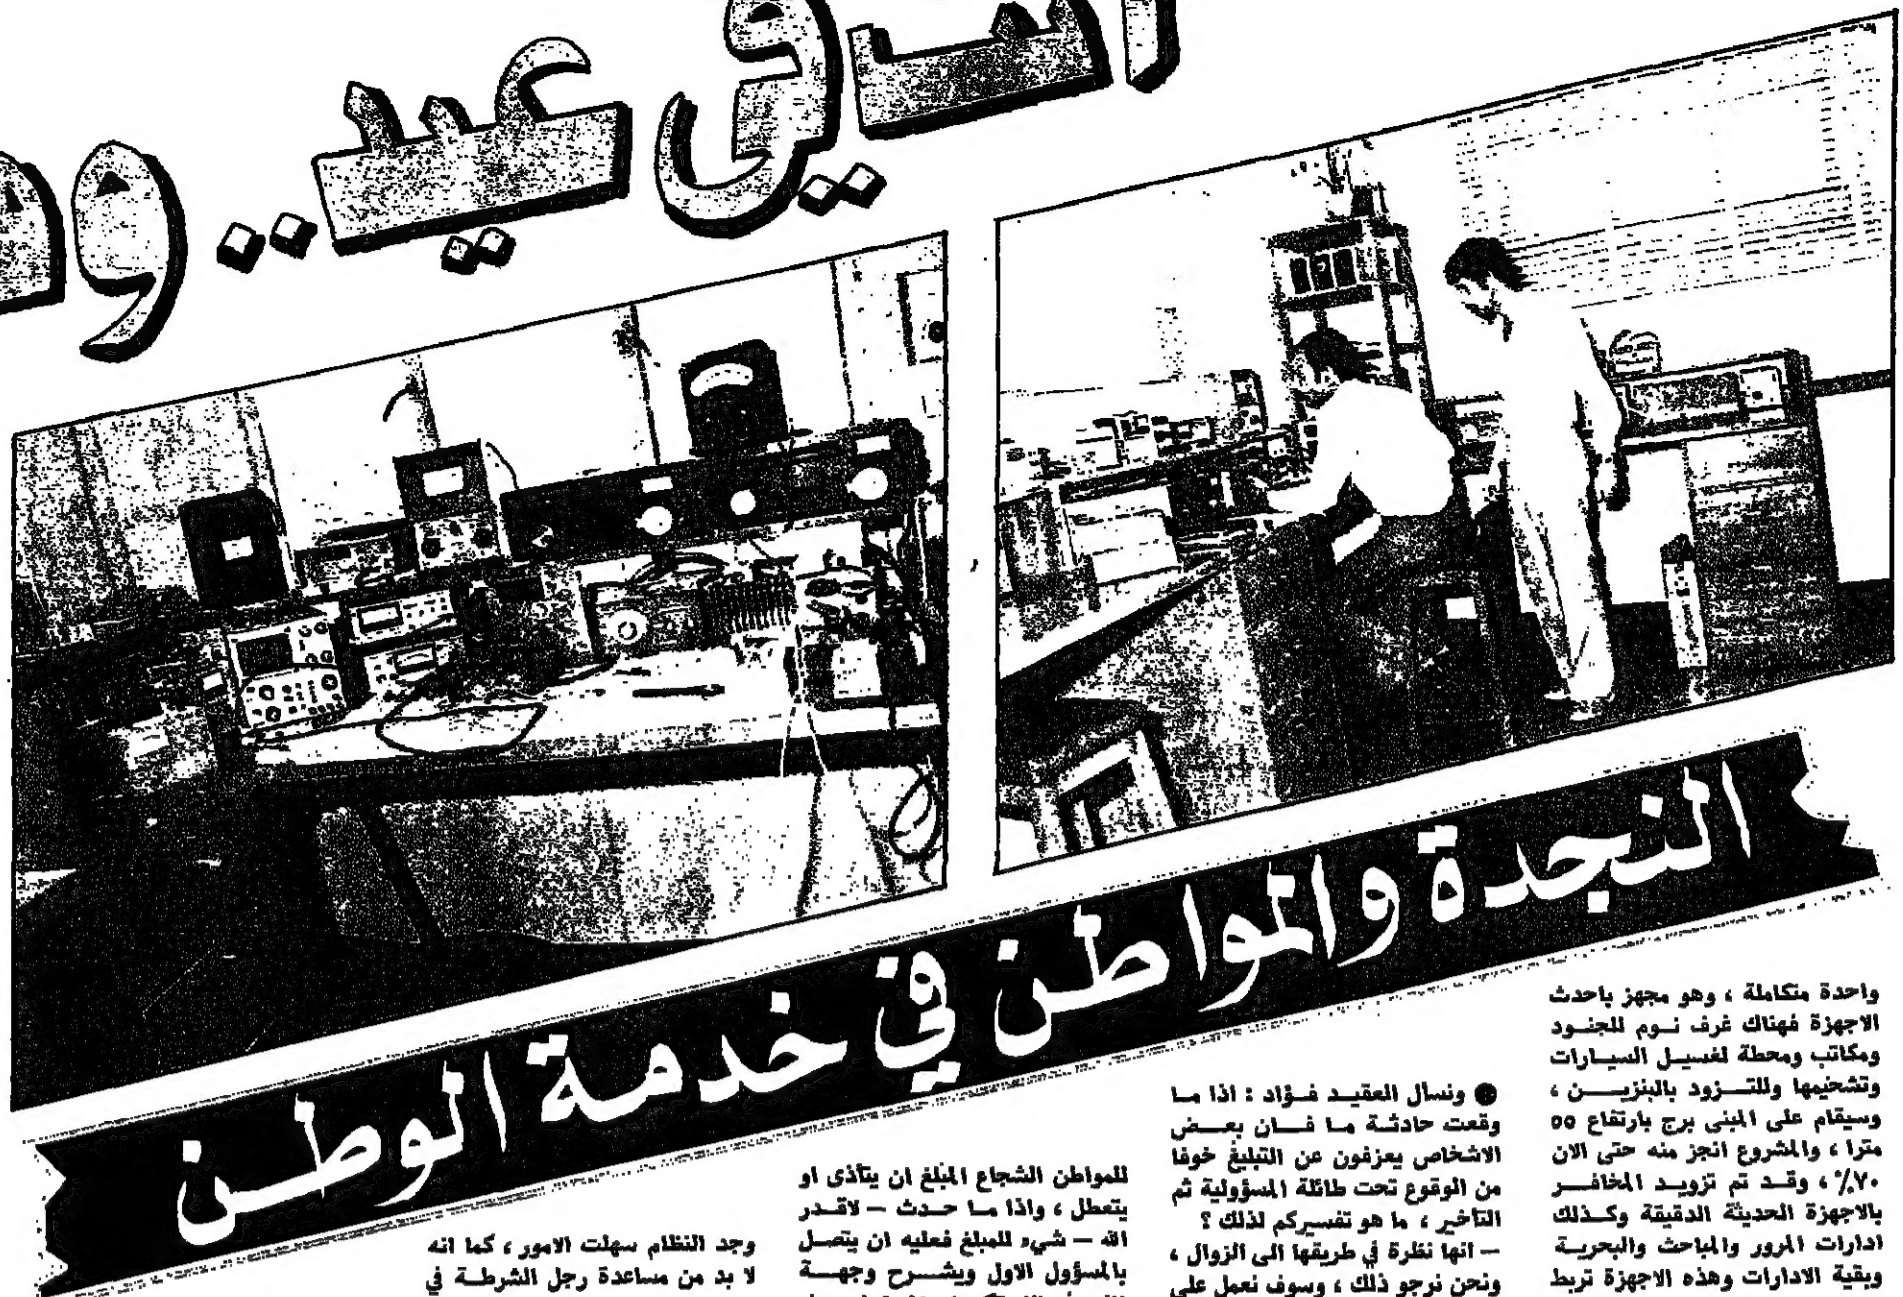 عيد .. و
النجدة والمواطن في خدمة الوطن
واحدة متكاملة ، وهو مجهز باحدث
الاجهزة فهناك غرف نوم للجنود
ومكاتب ومحطة لغسيل السيارات
وتشحيمها وللتزود بالبنزين ،
وسيقام على المبنى برج بارتفاع ٥٥
مترا ، والمشروع انجز منه حتى الان
٧٠٪ ، وقد تم تزويد المخافر
بالاجهزة الحديثة الدقيقة وكذلك
ادارات المرور والمباحث والبحرية
وبقية الادارات وهذه الاجهزة تربط
● ونسأل العقيد فؤاد : اذا ما
وقعت حادثة ما فان بعض
الاشخاص يعزفون عن التبليغ خوفا
من الوقوع تحت طائلة المسؤولية ثم
التأخير ، ما هو تفسيركم لذلك ؟
– انها نظرة في طريقها الى الزوال ،
ونحن نرجو ذلك ، وسوف نعمل على
للمواطن الشجاع المبلغ ان يتأذى او
يتعطل ، واذا ما حدث – لاقدر
الله – شيء للمبلغ فعليه ان يتصل
بالمسؤول الاول ويشرح وجهة
وجد النظام سهلت الامور ، كما انه
لا بد من مساعدة رجل الشرطة في